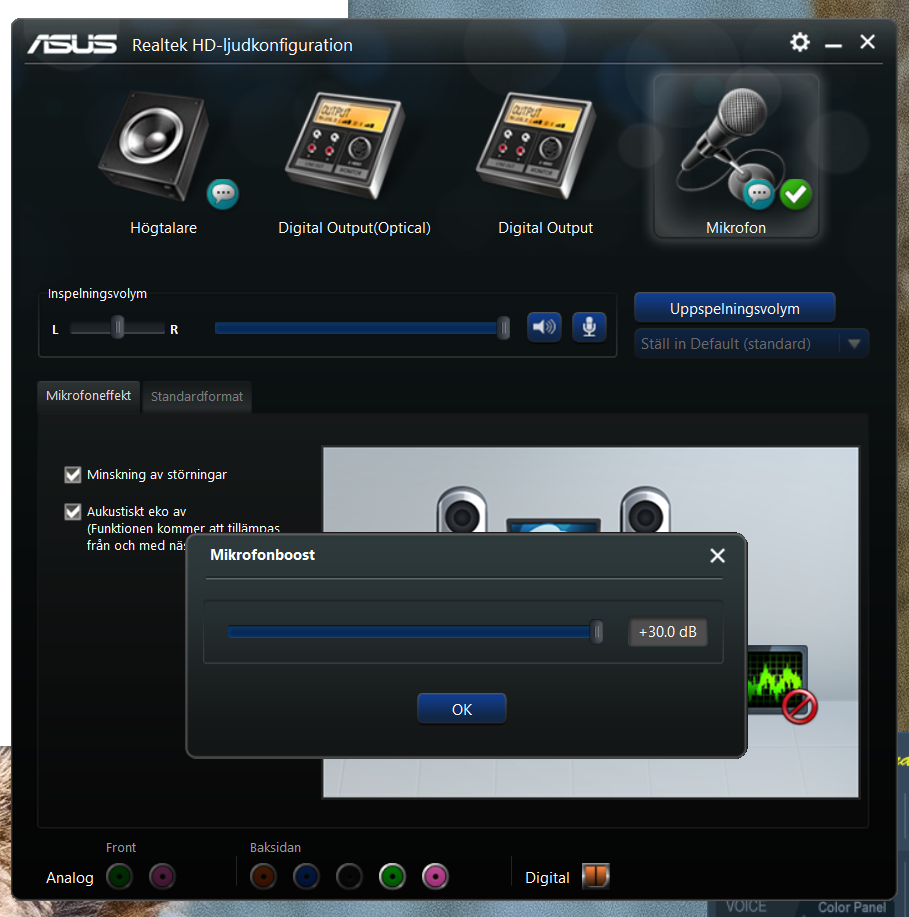 ASUS Realtek HD-ljudkonfiguration
OUTPUT
OUTPUT
Högtalare
Digital Output(Optical)
Digital Output
Mikrofon
Inspelningsvolym
L
R
Uppspelningsvolym
Ställ in Default (standard)
Mikrofoneffekt
Standardformat
Minskning av störningar
Aukustiskt eko av
(Funktionen kommer att tillämpas
från och med näs
Mikrofonboost
+30.0 dB
OK
Front
Baksidan
Analog
Digital
VOICE
Color Panel